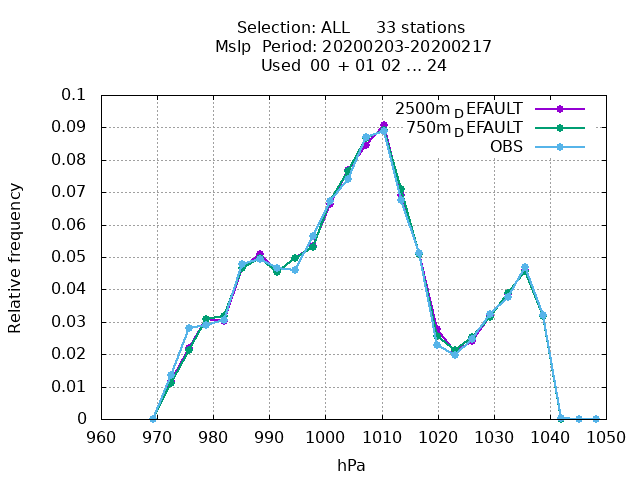 Selection: ALL 33 stations
Mslp Period: 20200203-20200217
Used 00 + 01 02 ... 24
2500m_DEFAULT
750m_DEFAULT
OBS
Relative frequency
0.1
0.09
0.08
0.07
0.06
0.05
0.04
0.03
0.02
0.01
0
960 970 980 990 1000 1010 1020 1030 1040 1050
hPa